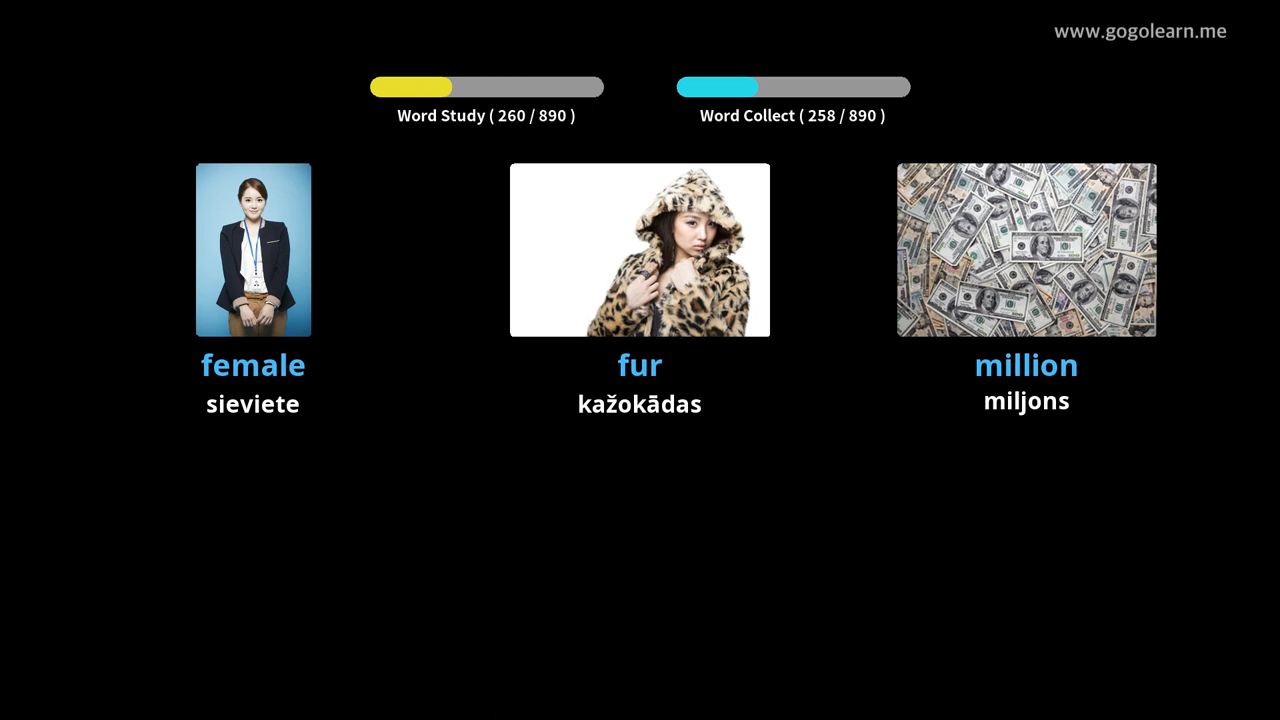 www.gogolearn.me
Word Study ( 260 / 890 )
Word Collect ( 258 / 890 )
female
fur
million
sieviete
kažokādas
miljons